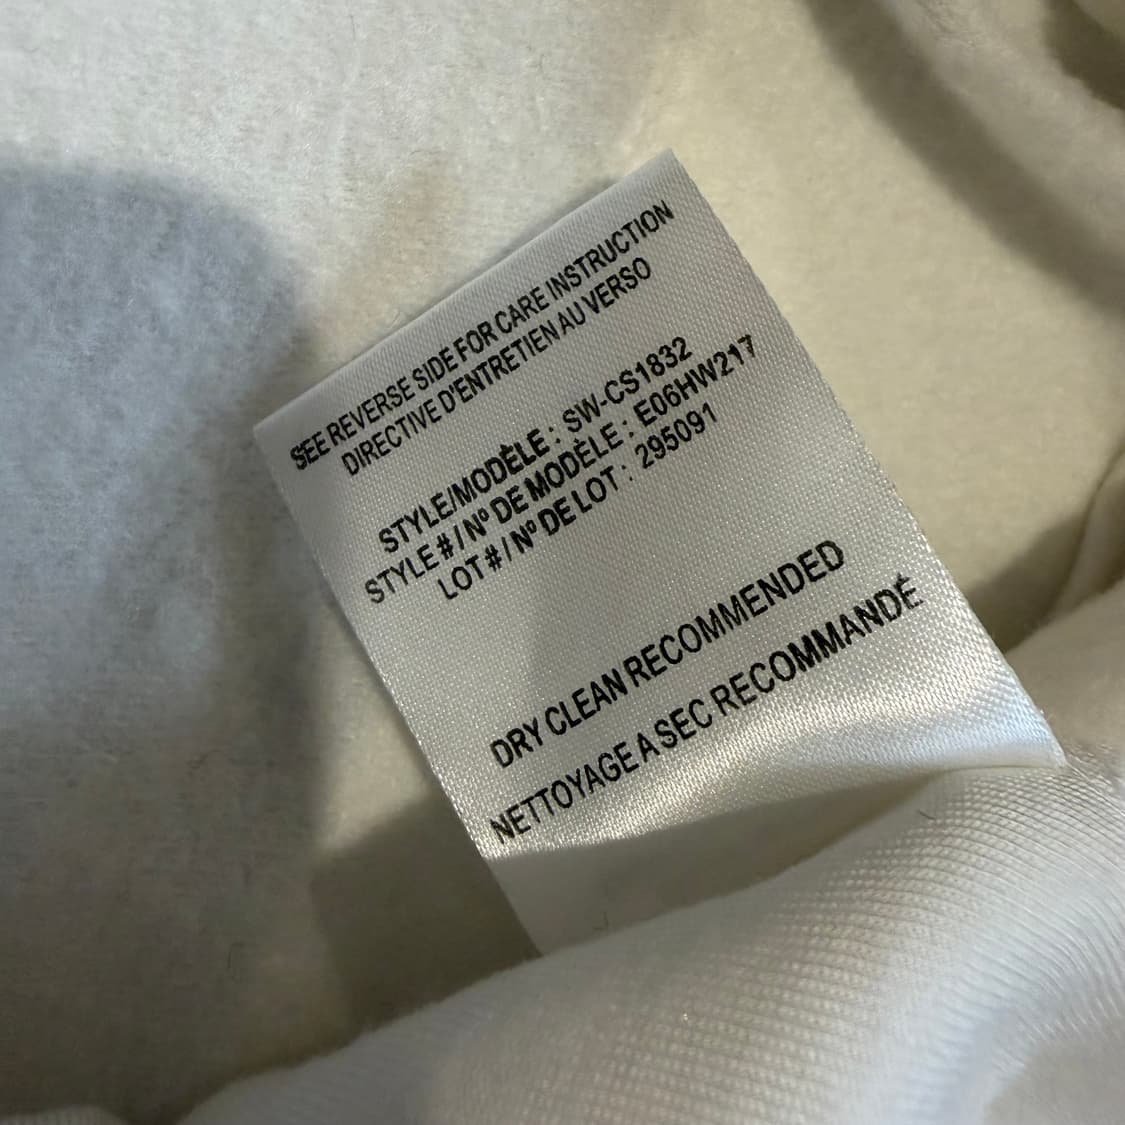 SEE REVERSE SIDE FOR CARE INSTRUCTION
DIRECTIVE D'ENTRETIEN AU VERSO
STYLE/MODÈLE : SW-CS1832
STYLE # / Nº DE MODÈLE : E06HW217
LOT # / Nº DE LOT : 295091
DRY CLEAN RECOMMENDED
NETTOYAGE A SEC RECOMMANDÉ